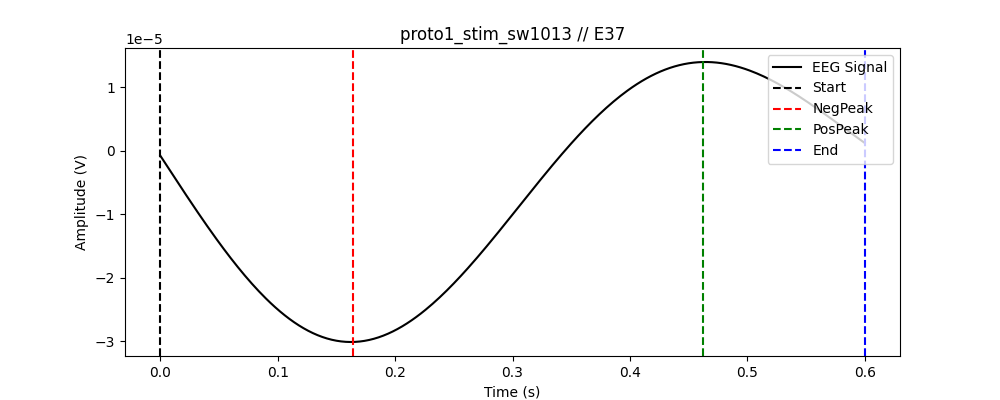 proto1_stim_sw1013 // E37
1e−5
1
0
−1
−2
−3
Amplitude (V)
EEG Signal
Start
NegPeak
PosPeak
End
0.0 0.1 0.2 0.3 0.4 0.5 0.6
Time (s)